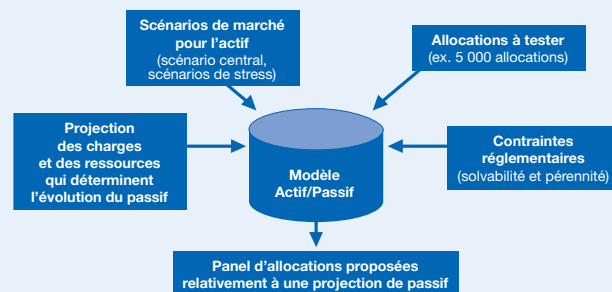 Scénarios de marché
pour l'actif
(scénario central,
scénarios de stress)
Allocations à tester
(ex. 5 000 allocations)
Projection
des charges
et des ressources
qui déterminent
l'évolution du passif
Modèle
Actif/Passif
Contraintes
réglementaires
(solvabilité et pérennité)
Panel d'allocations proposées
relativement à une projection de passif